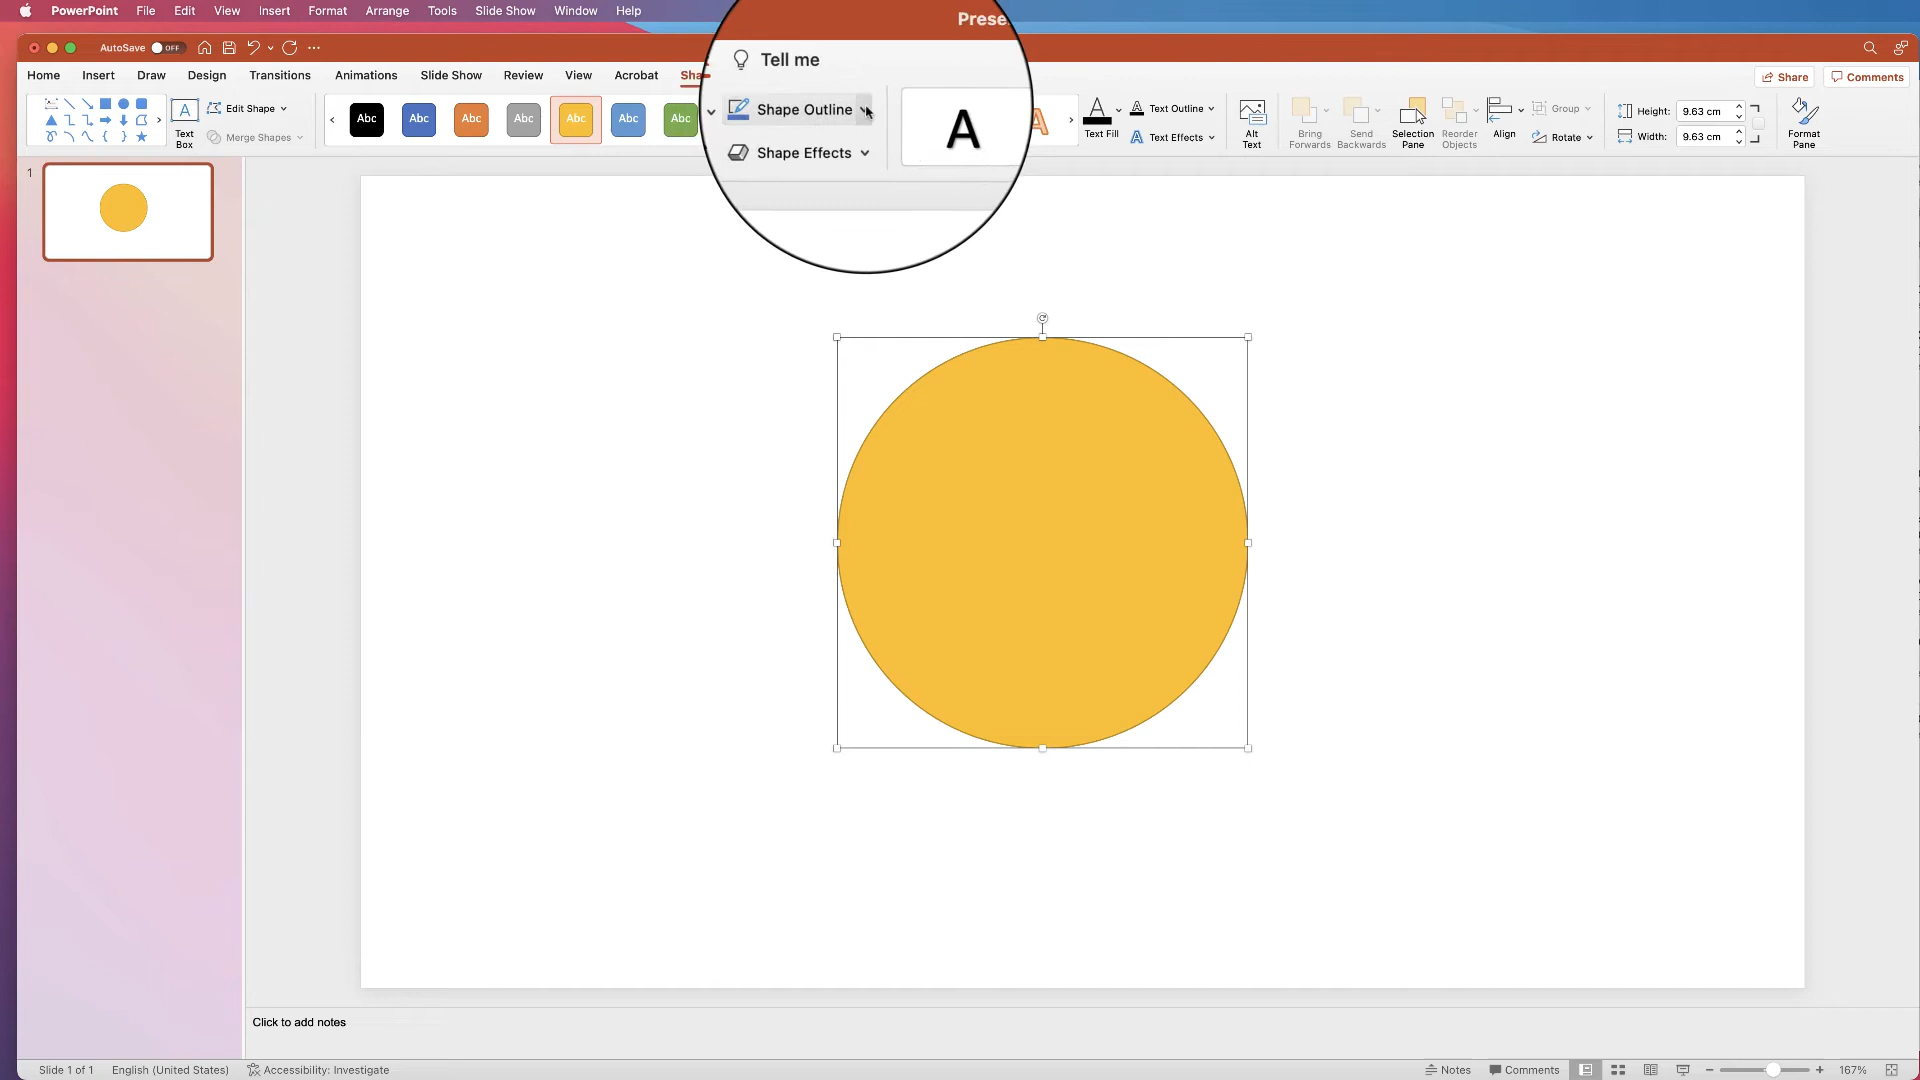 PowerPoint File Edit View Insert Format Arrange Tools Slide Show Window Help
Prese
AutoSave OFF
Tell me
Home Insert Draw Design Transitions Animations Slide Show Review View Acrobat Sha
Share Comments
Text Box
Edit Shape
Merge Shapes
Abc Abc Abc Abc Abc Abc Abc
Shape Outline
Shape Effects
A
A
Text Fill
Text Outline
Text Effects
Alt Text
Bring Forwards
Send Backwards
Selection Pane
Reorder Objects
Align
Group
Rotate
Height: 9.63 cm
Width: 9.63 cm
Format Pane
1
Click to add notes
Slide 1 of 1 English (United States) Accessibility: Investigate
Notes Comments 167%